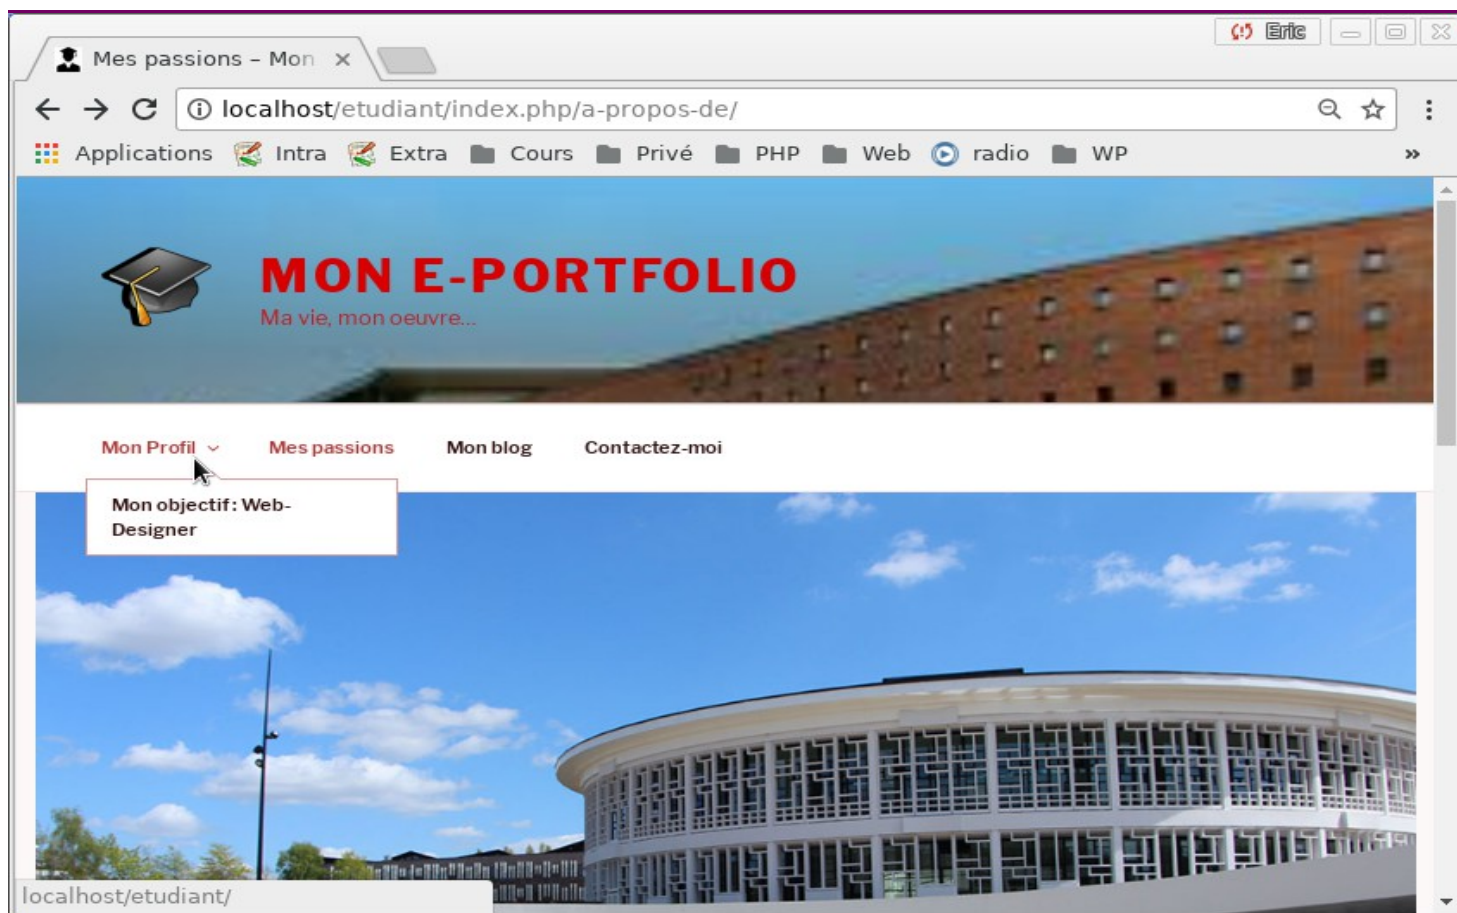 Eric
Mes passions – Mon
localhost/etudiant/index.php/a-propos-de/
Applications Intra Extra Cours Privé PHP Web radio WP »
MON E-PORTFOLIO
Ma vie, mon oeuvre...
Mon Profil Mes passions Mon blog Contactez-moi
Mon objectif : Web-
Designer
localhost/etudiant/